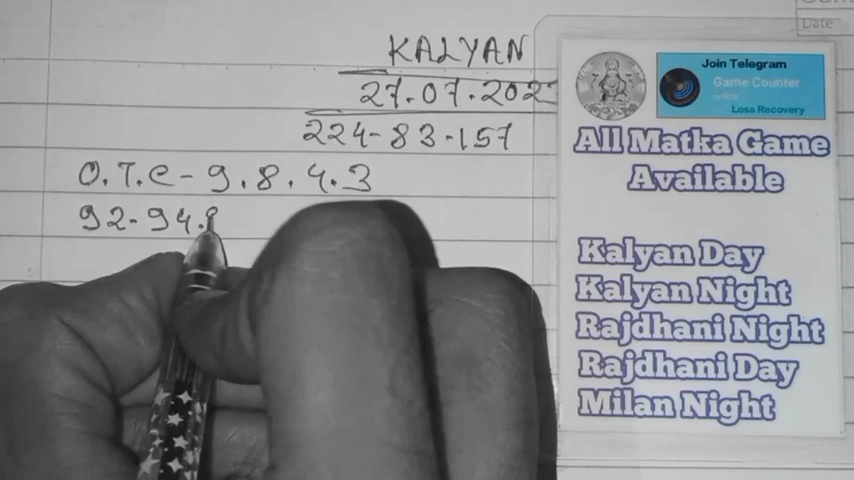 KALYAN
27.07.202
224-83-157
O.T.C- 9.8.4.3
92-94.
Date
Join Telegram
Game Counter
online
Loss Recovery
All Matka Game
Available
Kalyan Day
Kalyan Night
Rajdhani Night
Rajdhani Day
Milan Night